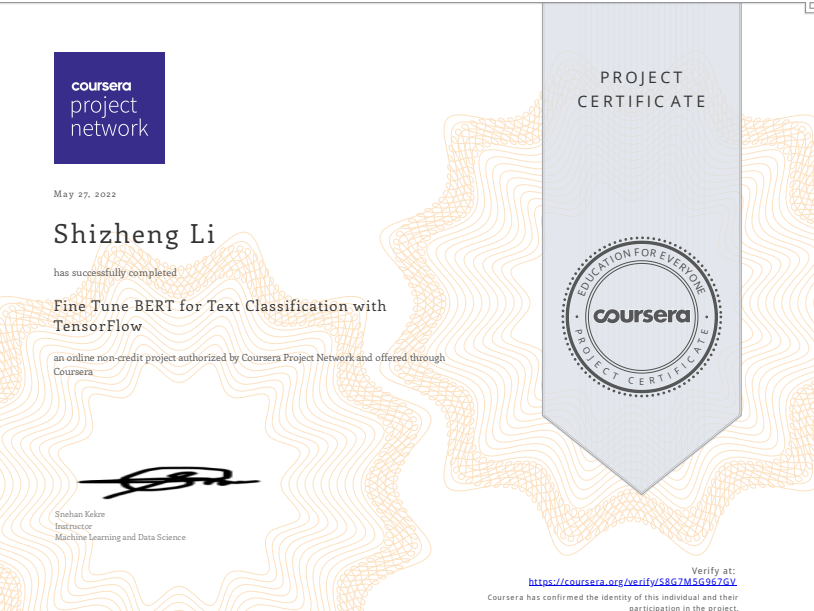 coursera
project
network
May 27, 2022
Shizheng Li
has successfully completed
Fine Tune BERT for Text Classification with
TensorFlow
an online non-credit project authorized by Coursera Project Network and offered through
Coursera
Snehan Kekre
Instructor
Machine Learning and Data Science
PROJECT
CERTIFICATE
EDUCATION FOR EVERYONE
coursera
PROJECT CERTIFICATE
Verify at:
https://coursera.org/verify/S8G7M5G967GV
Coursera has confirmed the identity of this individual and their
participation in the project.